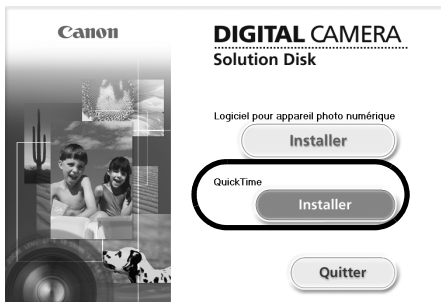 Canon
DIGITAL CAMERA
Solution Disk
Logiciel pour appareil photo numérique
Installer
QuickTime
Installer
Quitter